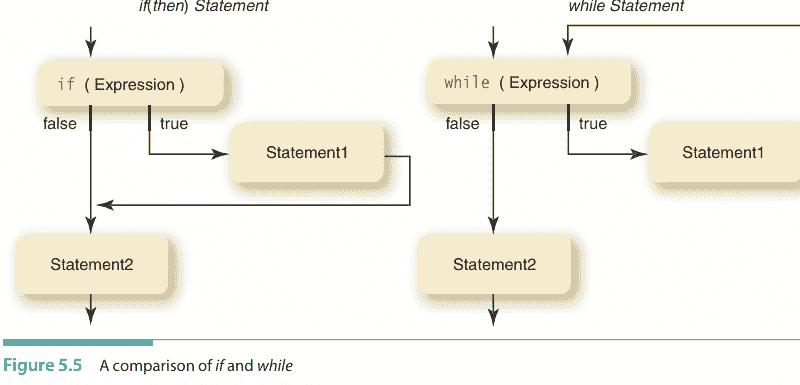 if(then) Statement
if ( Expression )
false
true
Statement1
Statement2
while Statement
while ( Expression )
false
true
Statement1
Statement2
Figure 5.5 A comparison of if and while